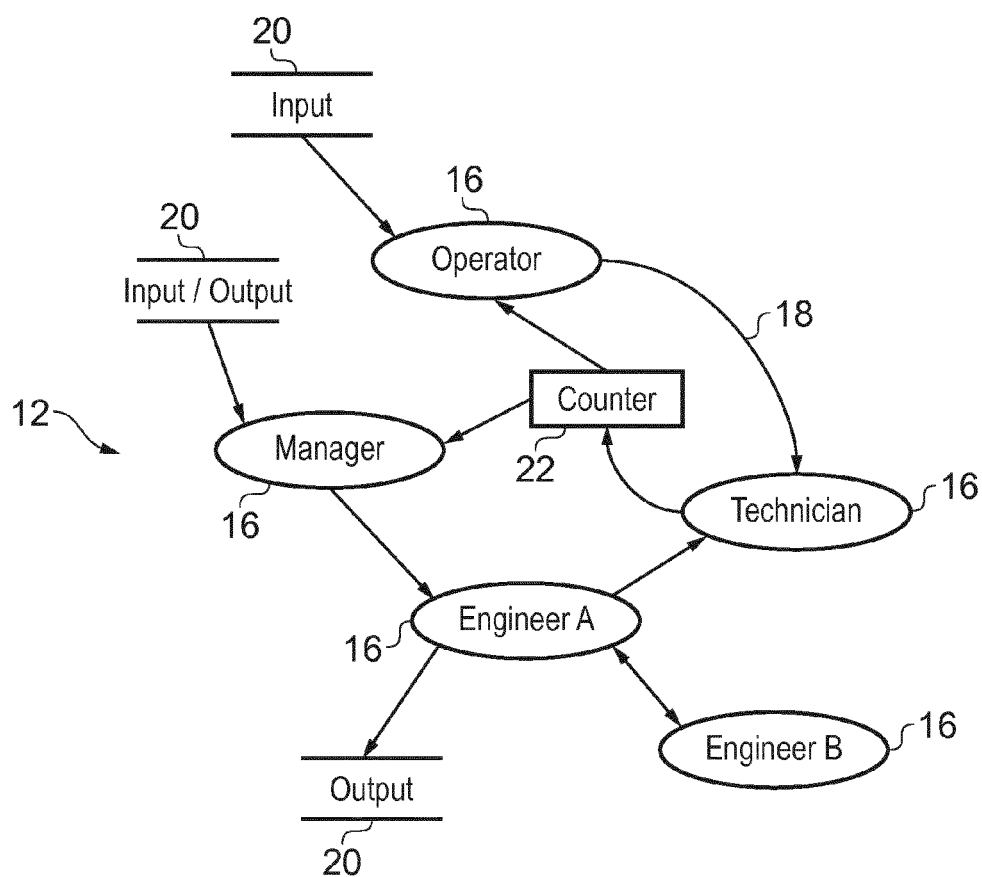 20
Input
16
20
Operator
Input / Output
18
Counter
12
22
Manager
16
Technician
16
Engineer A
16
Engineer B
16
Output
20